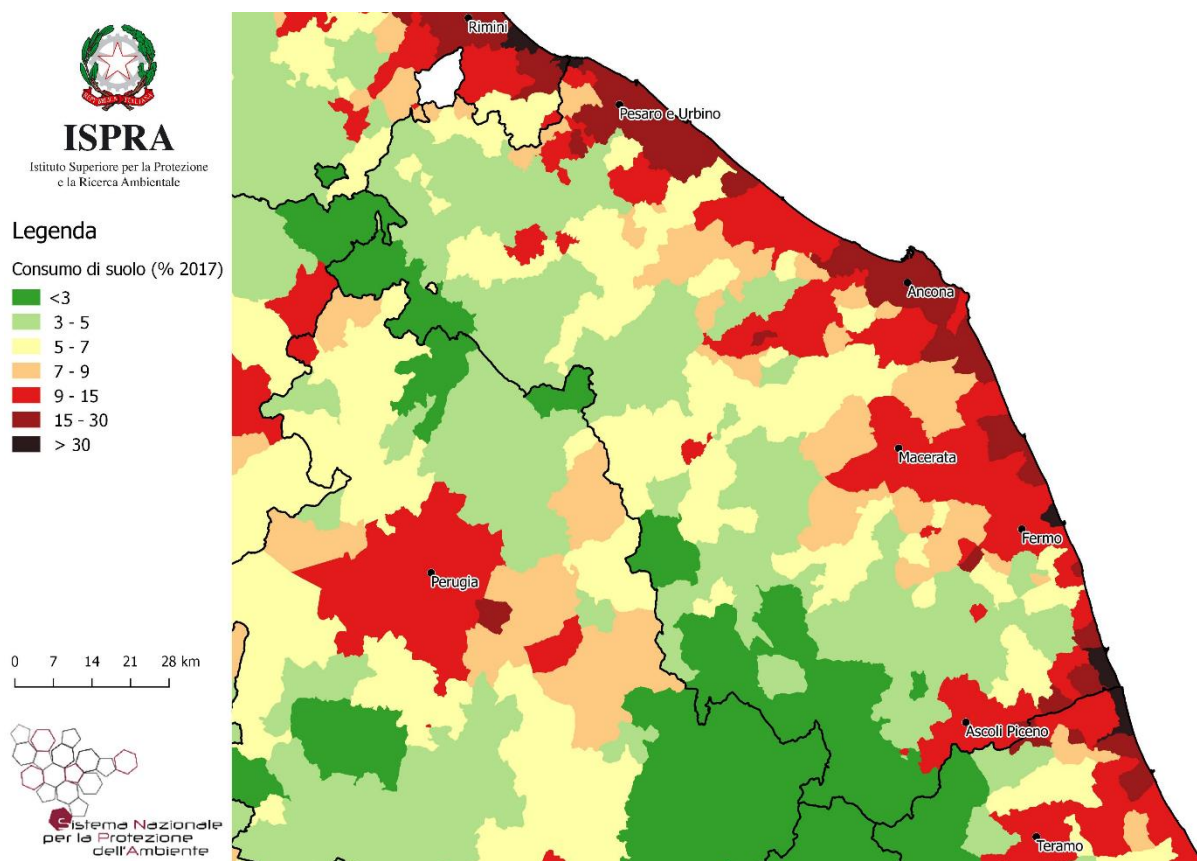 REPVBBLICA ITALIANA
ISPRA
Istituto Superiore per la Protezione
e la Ricerca Ambientale
Legenda
Consumo di suolo (% 2017)
<3
3 - 5
5 - 7
7 - 9
9 - 15
15 - 30
> 30
0 7 14 21 28 km
Sistema Nazionale
per la Protezione
dell'Ambiente
Rimini
Pesaro e Urbino
Ancona
Macerata
Fermo
Perugia
Ascoli Piceno
Teramo